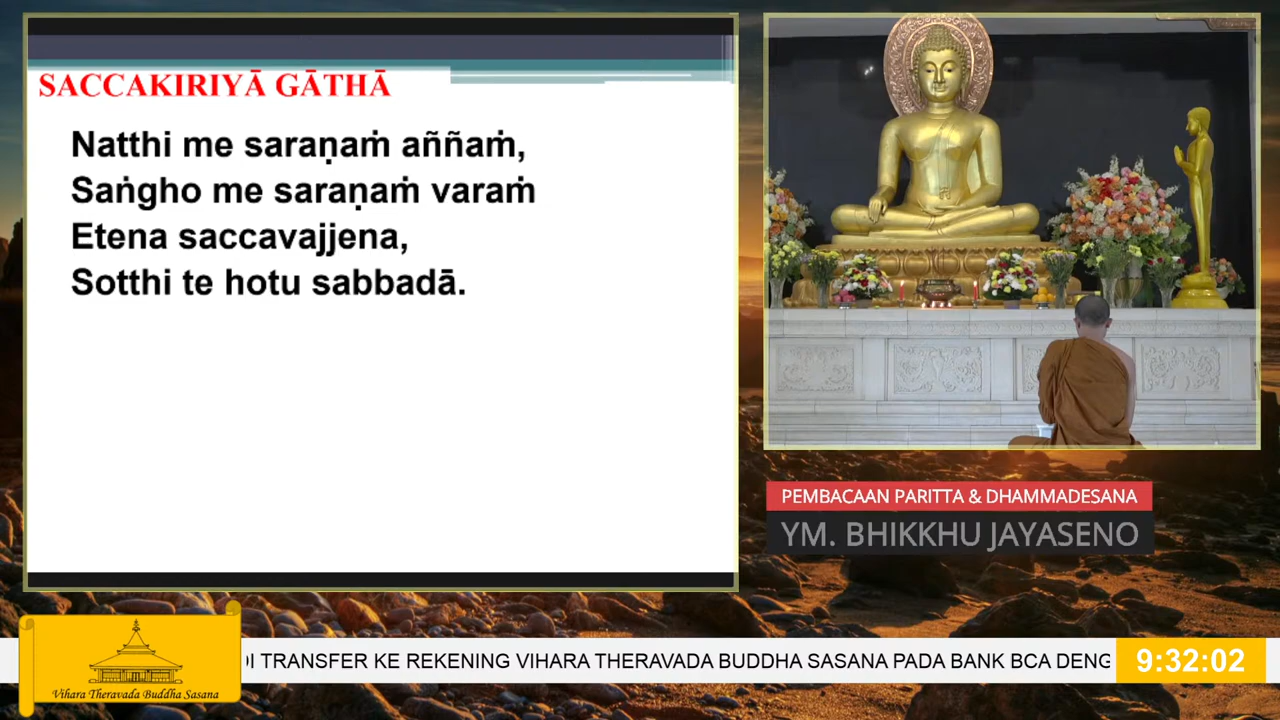 SACCAKIRIYĀ GĀTHĀ
Natthi me saraṇaṁ aññaṁ,
Saṅgho me saraṇaṁ varaṁ
Etena saccavajjena,
Sotthi te hotu sabbadā.
PEMBACAAN PARITTA & DHAMMADESANA
YM. BHIKKHU JAYASENO
Vihara Theravada Buddha Sasana
I TRANSFER KE REKENING VIHARA THERAVADA BUDDHA SASANA PADA BANK BCA DENG
9:32:02